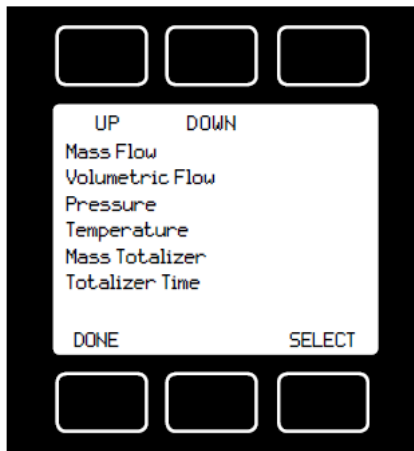 UP DOWN
Mass Flow
Volumetric Flow
Pressure
Temperature
Mass Totalizer
Totalizer Time
DONE SELECT